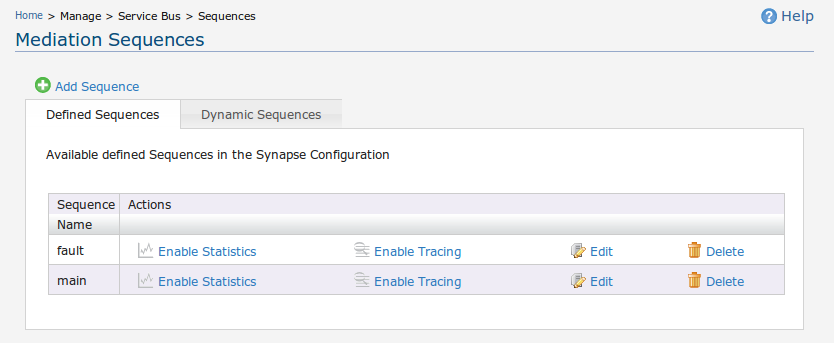 Home > Manage > Service Bus > Sequences
Help
Mediation Sequences
Add Sequence
Defined Sequences Dynamic Sequences
Available defined Sequences in the Synapse Configuration
Sequence Actions
Name
fault Enable Statistics Enable Tracing Edit Delete
main Enable Statistics Enable Tracing Edit Delete